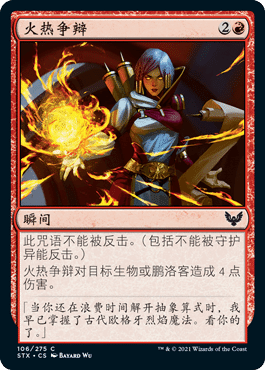 火热争辩
2
瞬间
此咒语不能被反击。（包括不能被守护
异能反击。）
火热争辩对目标生物或鹏洛客造成4点
伤害。
「当你还在浪费时间解开抽象算式时，我
早已掌握了古代欧格牙烈焰魔法。看你的
了。」
106/275 C
STX • CS BAYARD WU
™ & © 2021 Wizards of the Coast